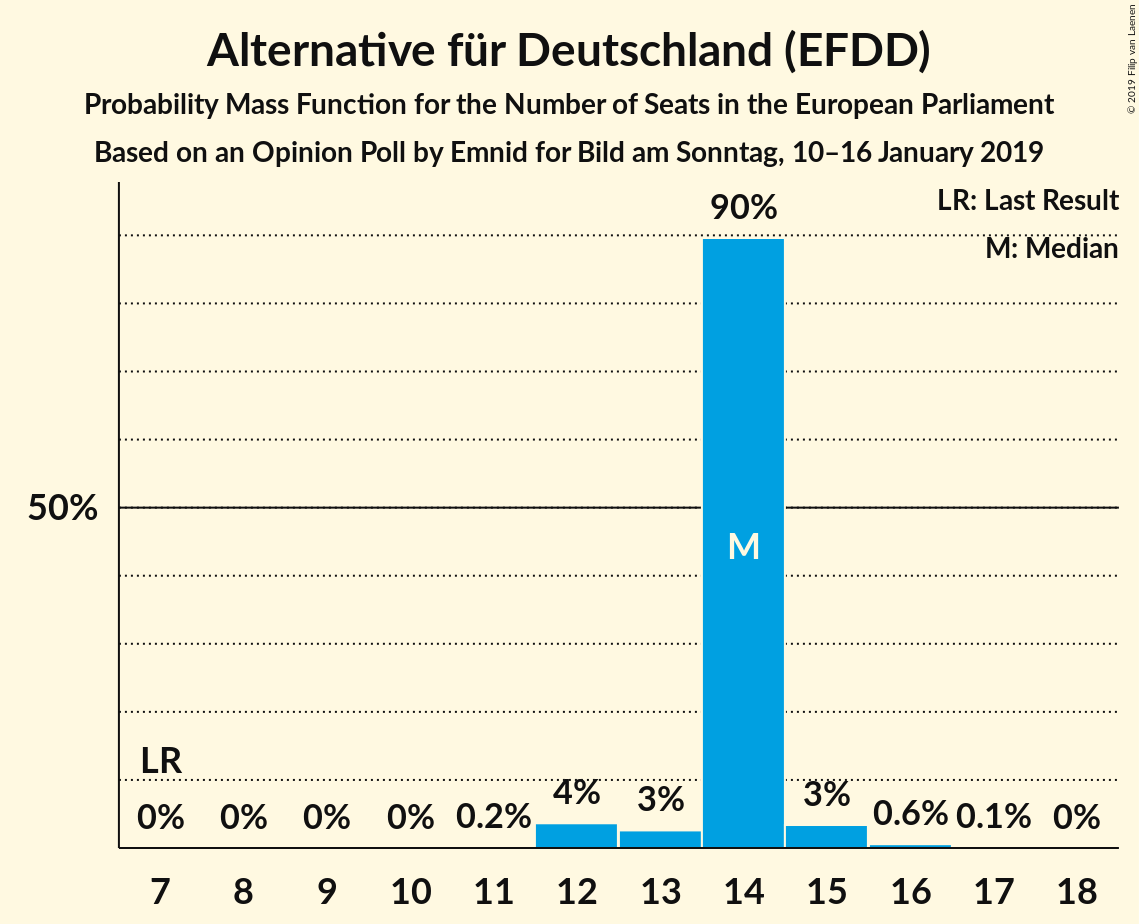 Alternative für Deutschland (EFDD)
Probability Mass Function for the Number of Seats in the European Parliament
Based on an Opinion Poll by Emnid for Bild am Sonntag, 10–16 January 2019
© 2019 Filip van Laenen
LR: Last Result
M: Median
90%
50%
M
LR
0% 0% 0% 0% 0.2% 4% 3% 3% 0.6% 0.1% 0%
7 8 9 10 11 12 13 14 15 16 17 18